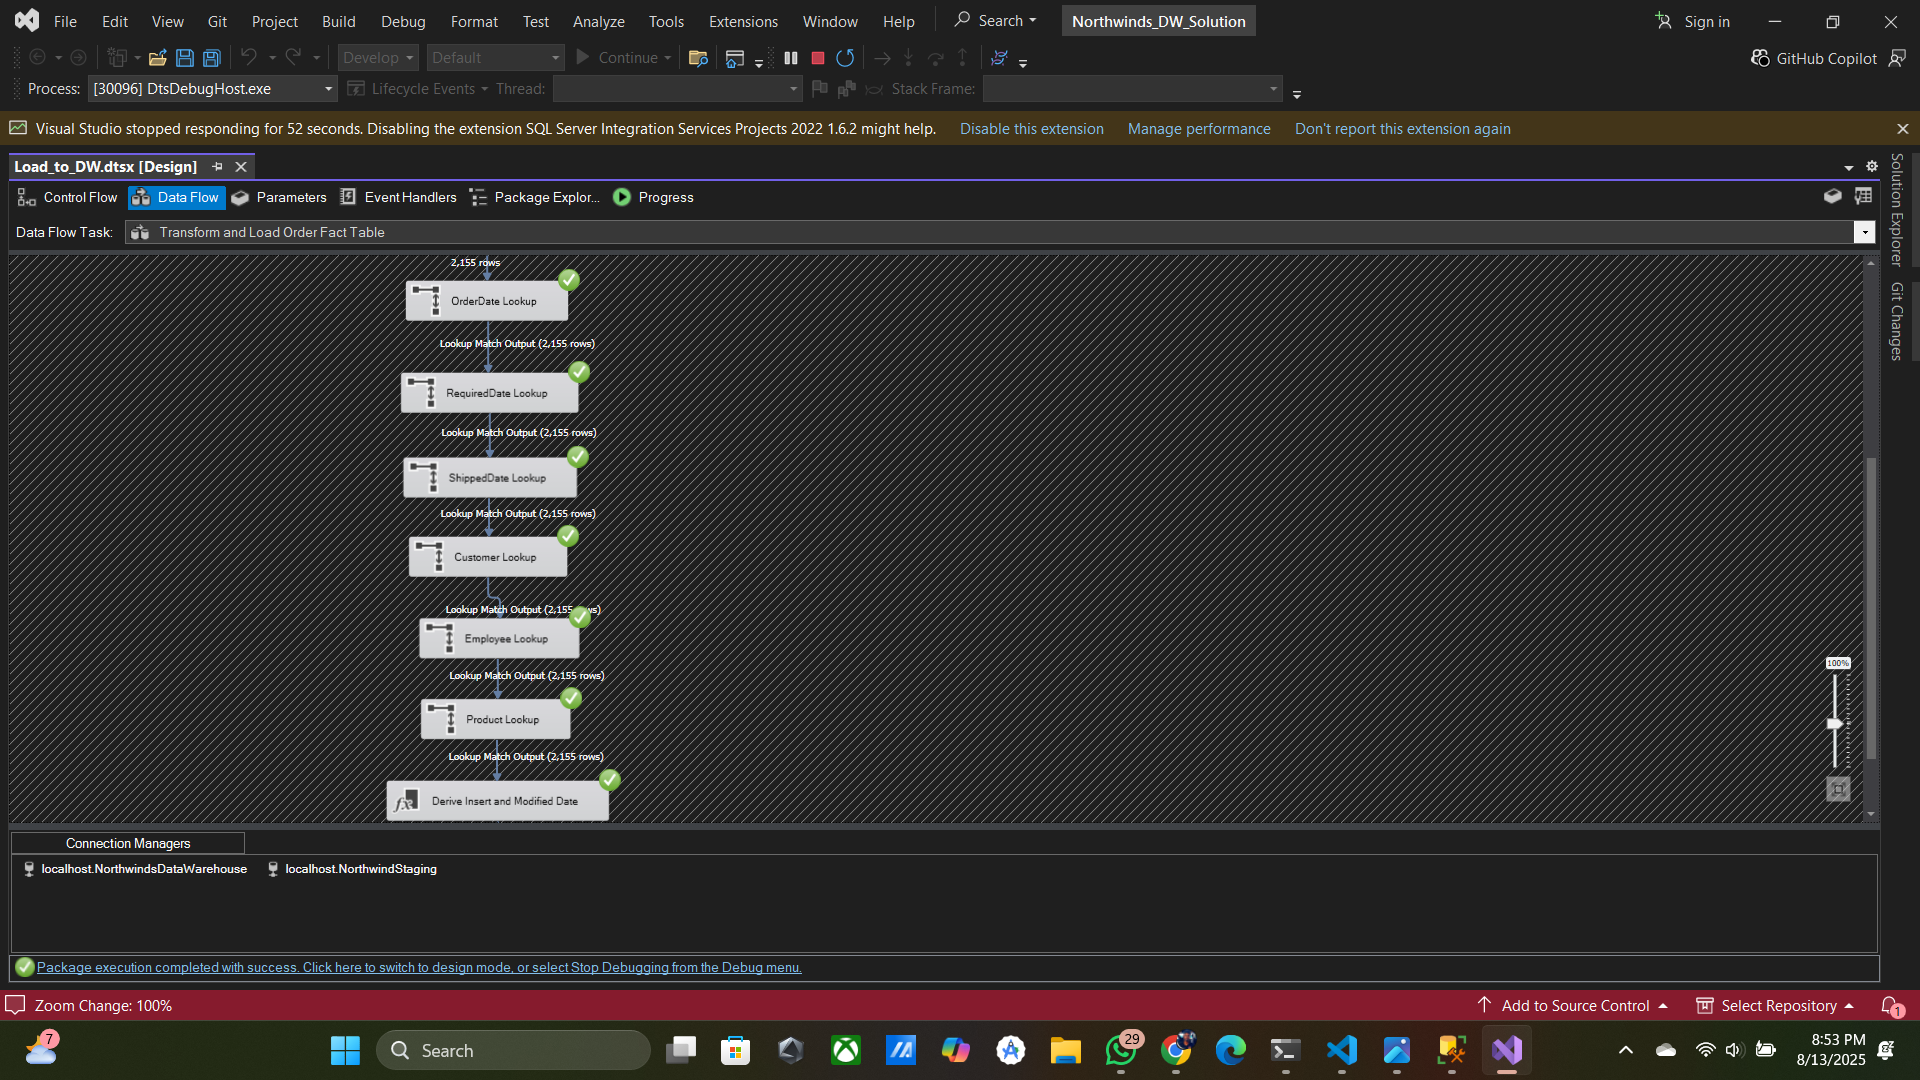 File Edit View Git Project Build Debug Format Test Analyze Tools Extensions Window Help Search Northwinds_DW_Solution Sign in
Develop Default Continue GitHub Copilot
Process: [30096] DtsDebugHost.exe Lifecycle Events Thread: Stack Frame:
Visual Studio stopped responding for 52 seconds. Disabling the extension SQL Server Integration Services Projects 2022 1.6.2 might help. Disable this extension Manage performance Don't report this extension again
Load_to_DW.dtsx [Design]
Control Flow Data Flow Parameters Event Handlers Package Explor... Progress
Data Flow Task: Transform and Load Order Fact Table
Solution Explorer
Git Changes
2,155 rows
OrderDate Lookup
Lookup Match Output (2,155 rows)
RequiredDate Lookup
Lookup Match Output (2,155 rows)
ShippedDate Lookup
Lookup Match Output (2,155 rows)
Customer Lookup
Lookup Match Output (2,155 rows)
Employee Lookup
Lookup Match Output (2,155 rows)
Product Lookup
Lookup Match Output (2,155 rows)
Derive Insert and Modified Date
100%
Connection Managers
localhost.NorthwindsDataWarehouse localhost.NorthwindStaging
Package execution completed with success. Click here to switch to design mode, or select Stop Debugging from the Debug menu.
Zoom Change: 100% Add to Source Control Select Repository 1
7 Search 29 8:53 PM
8/13/2025